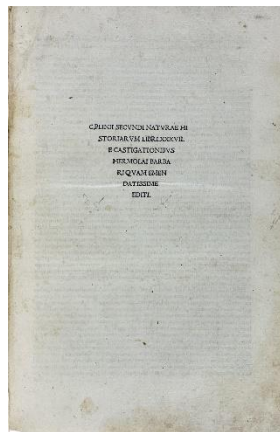 C. PLINII SECVNDI NATVRAE HI
STORIARVM LIBRI.XXXVII.
E CASTIGATIONIBVS
HERMOLAI BARBA
RI QVAM EMEN
DATISSIME
EDITI.